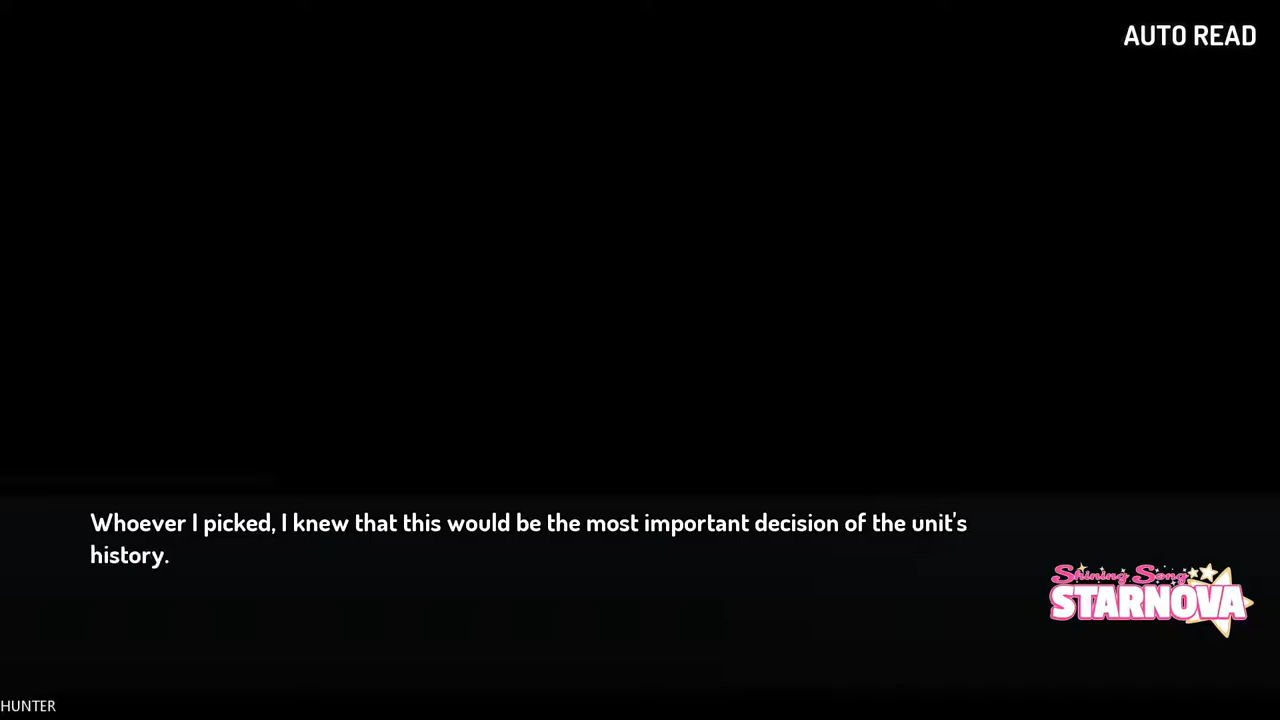 AUTO READ
Whoever I picked, I knew that this would be the most important decision of the unit's
history.
Shining Song
STARNOVA
HUNTER